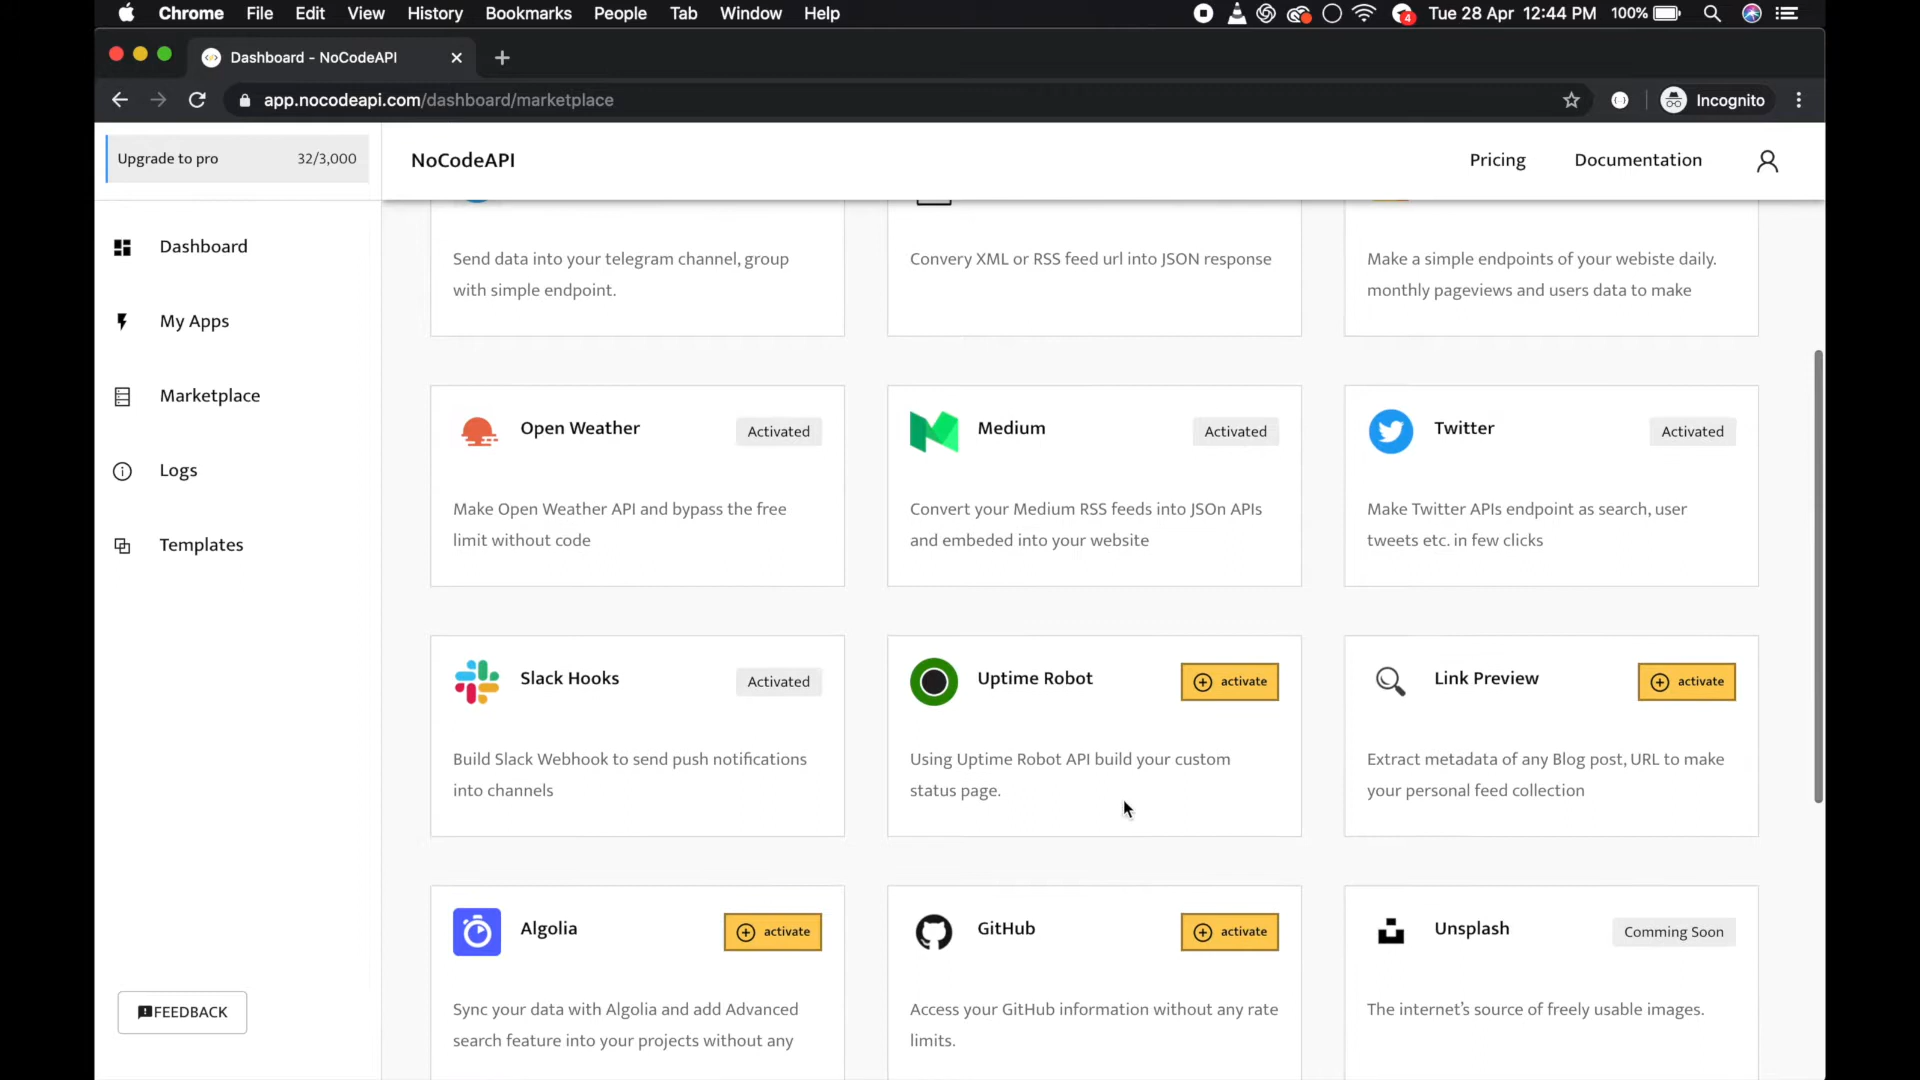 Chrome File Edit View History Bookmarks People Tab Window Help 4 Tue 28 Apr 12:44 PM 100%
Dashboard - NoCodeAPI
app.nocodeapi.com/dashboard/marketplace Incognito
Upgrade to pro 32/3,000 NoCodeAPI Pricing Documentation
Dashboard
My Apps
Marketplace
Logs
Templates
FEEDBACK
Send data into your telegram channel, group
with simple endpoint.
Convery XML or RSS feed url into JSON response
Make a simple endpoints of your webiste daily.
monthly pageviews and users data to make
Open Weather Activated
Make Open Weather API and bypass the free
limit without code
Medium Activated
Convert your Medium RSS feeds into JSOn APIs
and embeded into your website
Twitter Activated
Make Twitter APIs endpoint as search, user
tweets etc. in few clicks
Slack Hooks Activated
Build Slack Webhook to send push notifications
into channels
Uptime Robot activate
Using Uptime Robot API build your custom
status page.
Link Preview activate
Extract metadata of any Blog post, URL to make
your personal feed collection
Algolia activate
Sync your data with Algolia and add Advanced
search feature into your projects without any
GitHub activate
Access your GitHub information without any rate
limits.
Unsplash Comming Soon
The internet's source of freely usable images.